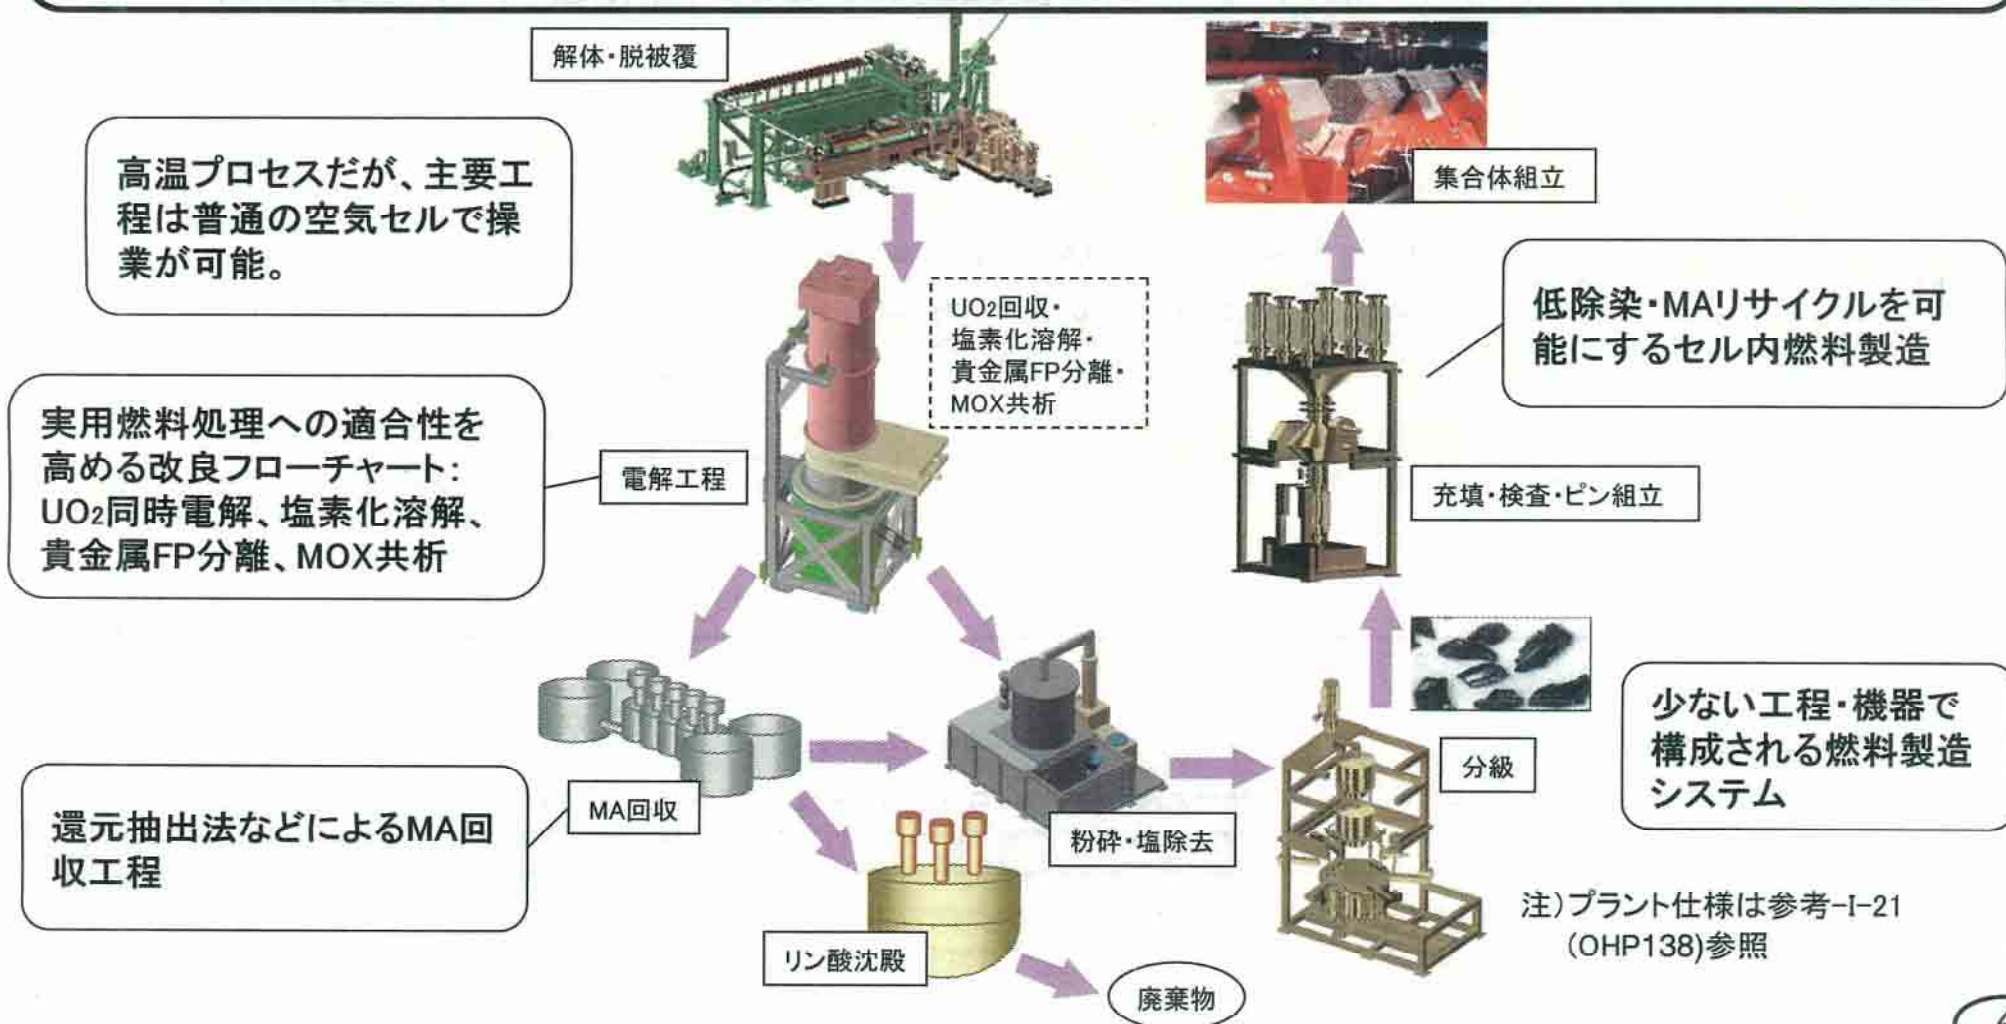 解体・脱被覆
高温プロセスだが、主要工
程は普通の空気セルで操
業が可能。
UO2回収・
塩素化溶解・
貴金属FP分離・
MOX共析
集合体組立
低除染・MAリサイクルを可
能にするセル内燃料製造
実用燃料処理への適合性を
高める改良フローチャート：
UO2同時電解、塩素化溶解、
貴金属FP分離、MOX共析
電解工程
充填・検査・ピン組立
少ない工程・機器で
構成される燃料製造
システム
分級
還元抽出法などによるMA回
収工程
MA回収
粉砕・塩除去
リン酸沈殿
廃棄物
注）プラント仕様は参考-I-21
(OHP138)参照